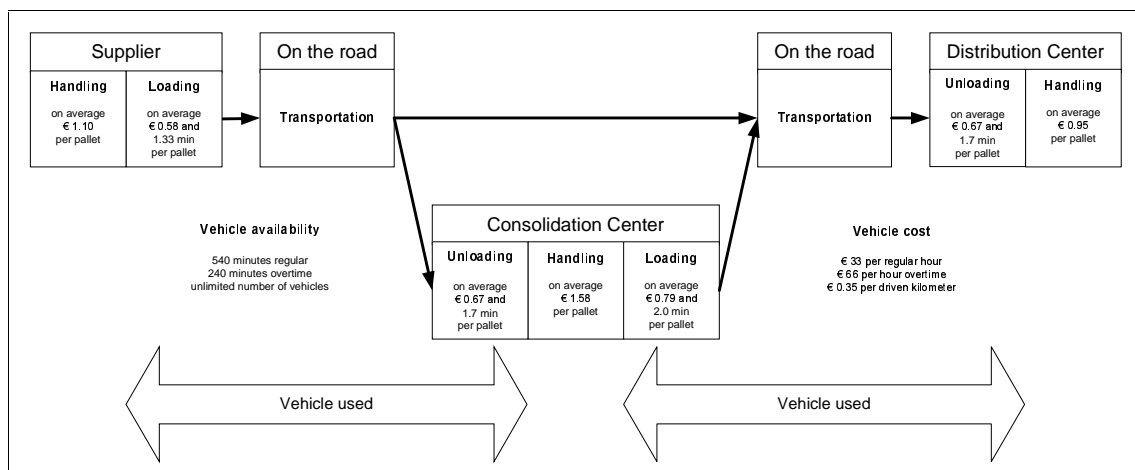 Supplier
Handling
on average
€ 1.10
per pallet
Loading
on average
€ 0.58 and
1.33 min
per pallet
On the road
Transportation
On the road
Transportation
Distribution Center
Unloading
on average
€ 0.67 and
1.7 min
per pallet
Handling
on average
€ 0.95
per pallet
Vehicle availability
540 minutes regular
240 minutes overtime
unlimited number of vehicles
Consolidation Center
Unloading
on average
€ 0.67 and
1.7 min
per pallet
Handling
on average
€ 1.58
per pallet
Loading
on average
€ 0.79 and
2.0 min
per pallet
Vehicle cost
€ 33 per regular hour
€ 66 per hour overtime
€ 0.35 per driven kilometer
Vehicle used
Vehicle used